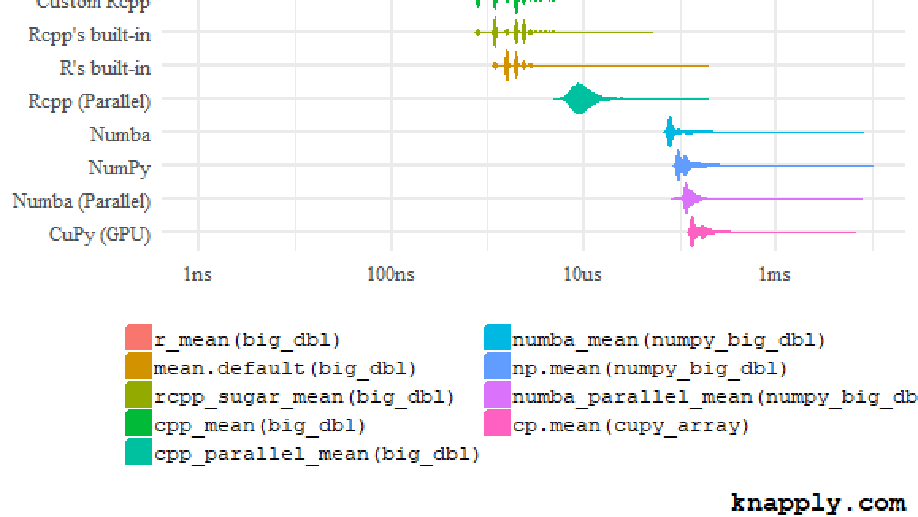 Custom Rcpp
Rcpp's built-in
R's built-in
Rcpp (Parallel)
Numba
NumPy
Numba (Parallel)
CuPy (GPU)
1ns 100ns 10us 1ms
r_mean(big_dbl) numba_mean(numpy_big_dbl)
mean.default(big_dbl) np.mean(numpy_big_dbl)
rcpp_sugar_mean(big_dbl) numba_parallel_mean(numpy_big_db
cpp_mean(big_dbl) cp.mean(cupy_array)
cpp_parallel_mean(big_dbl)
knapply.com